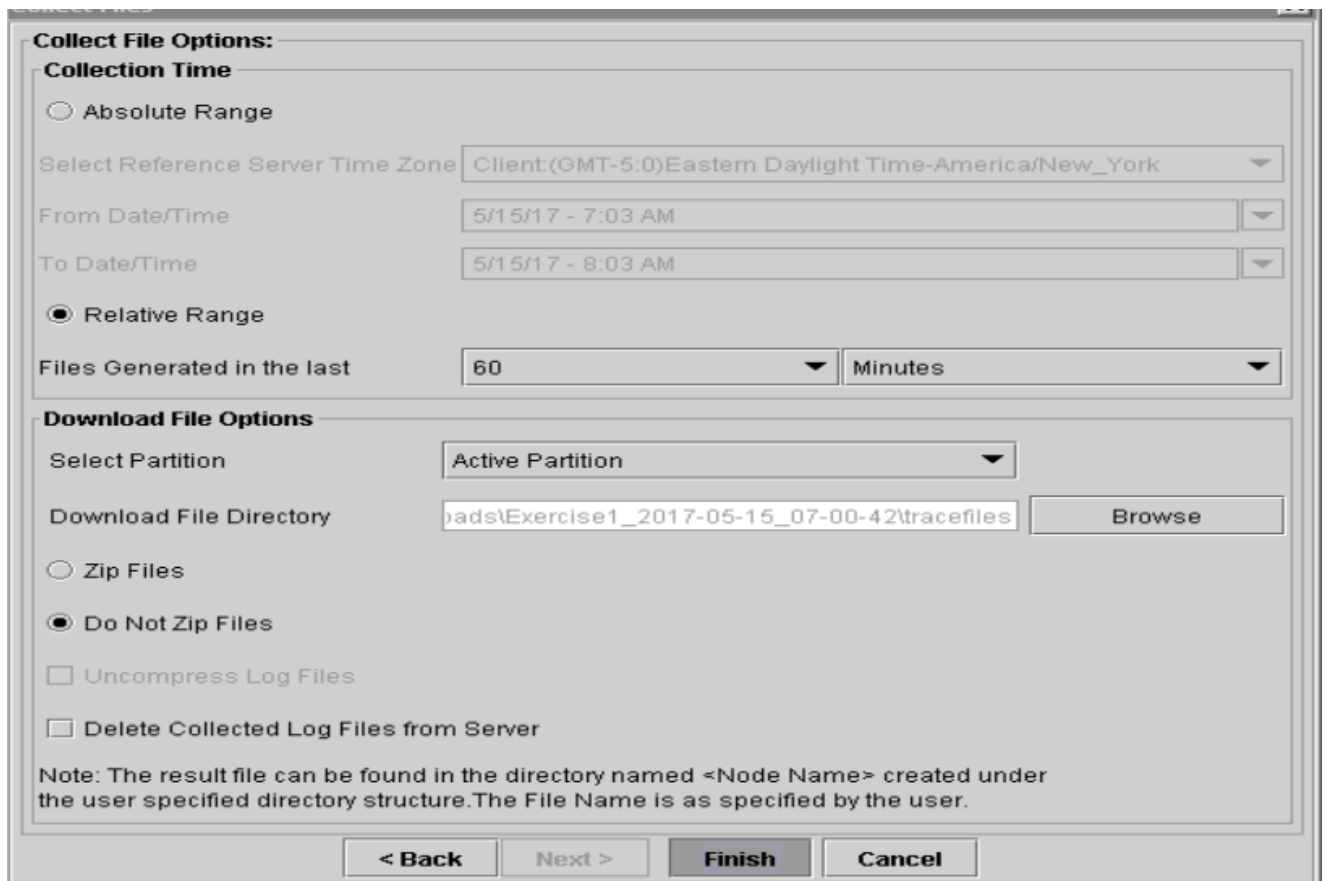 Collect Files
Collect File Options:
Collection Time
Absolute Range
Select Reference Server Time Zone Client:(GMT-5:0)Eastern Daylight Time-America/New_York
From Date/Time 5/15/17 - 7:03 AM
To Date/Time 5/15/17 - 8:03 AM
Relative Range
Files Generated in the last 60 Minutes
Download File Options
Select Partition Active Partition
Download File Directory oads\Exercise1_2017-05-15_07-00-42\tracefiles Browse
Zip Files
Do Not Zip Files
Uncompress Log Files
Delete Collected Log Files from Server
Note: The result file can be found in the directory named <Node Name> created under
the user specified directory structure.The File Name is as specified by the user.
< Back Next > Finish Cancel